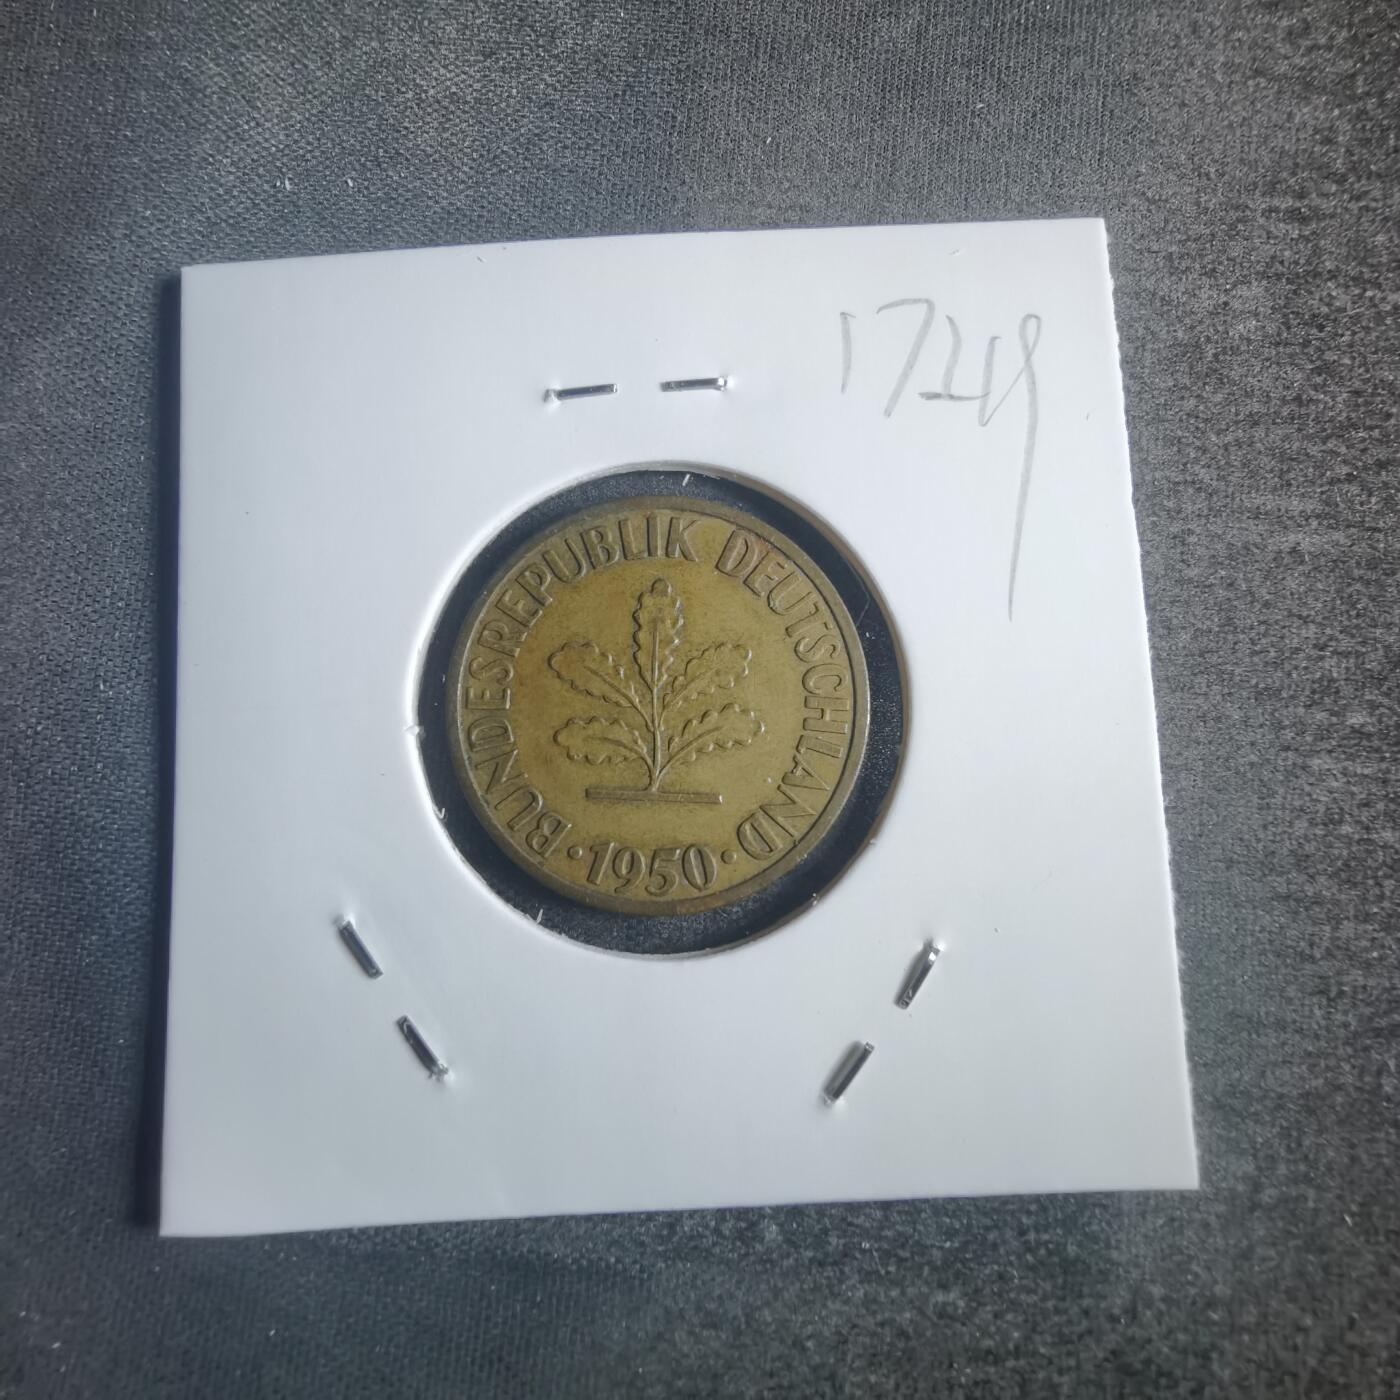 1749
BUNDESREPUBLIK DEUTSCHLAND
· 1950 ·